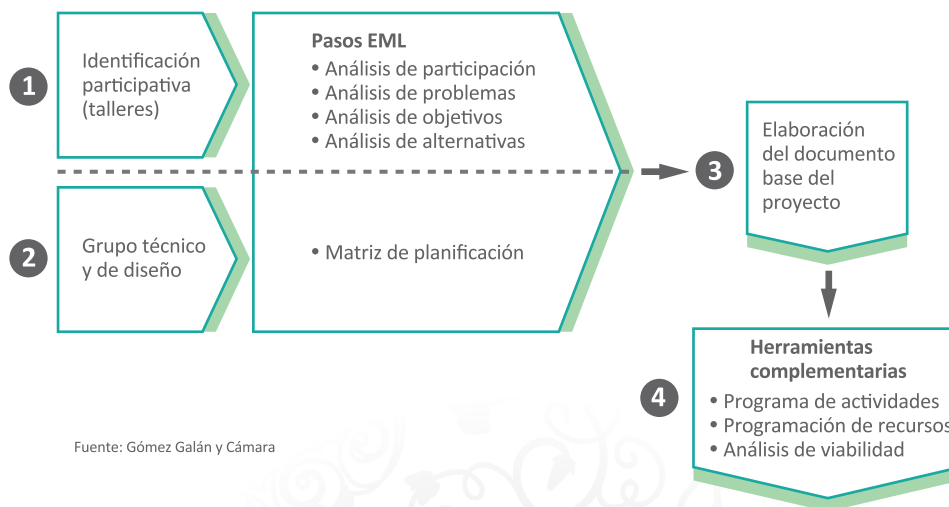 1
Identificación
participativa
(talleres)
Pasos EML
• Análisis de participación
• Análisis de problemas
• Análisis de objetivos
• Análisis de alternativas
2
Grupo técnico
y de diseño
• Matriz de planificación
3
Elaboración
del documento
base del
proyecto
4
Herramientas
complementarias
• Programa de actividades
• Programación de recursos
• Análisis de viabilidad
Fuente: Gómez Galán y Cámara